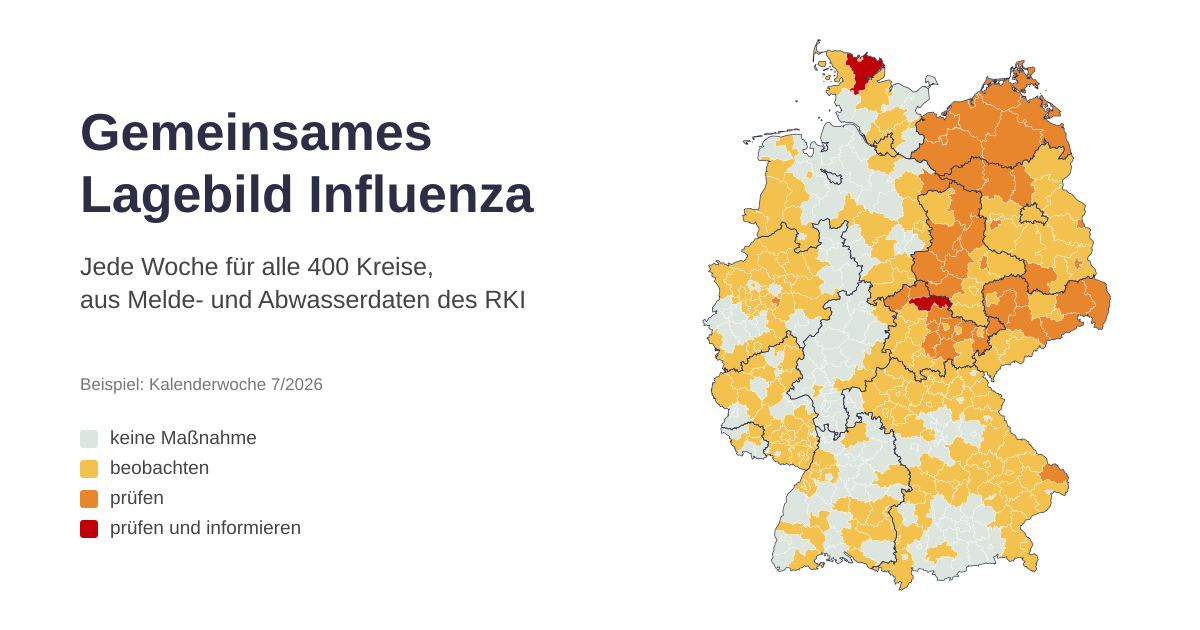 Gemeinsames
Lagebild Influenza
Jede Woche für alle 400 Kreise,
aus Melde- und Abwasserdaten des RKI
Beispiel: Kalenderwoche 7/2026
keine Maßnahme
beobachten
prüfen
prüfen und informieren